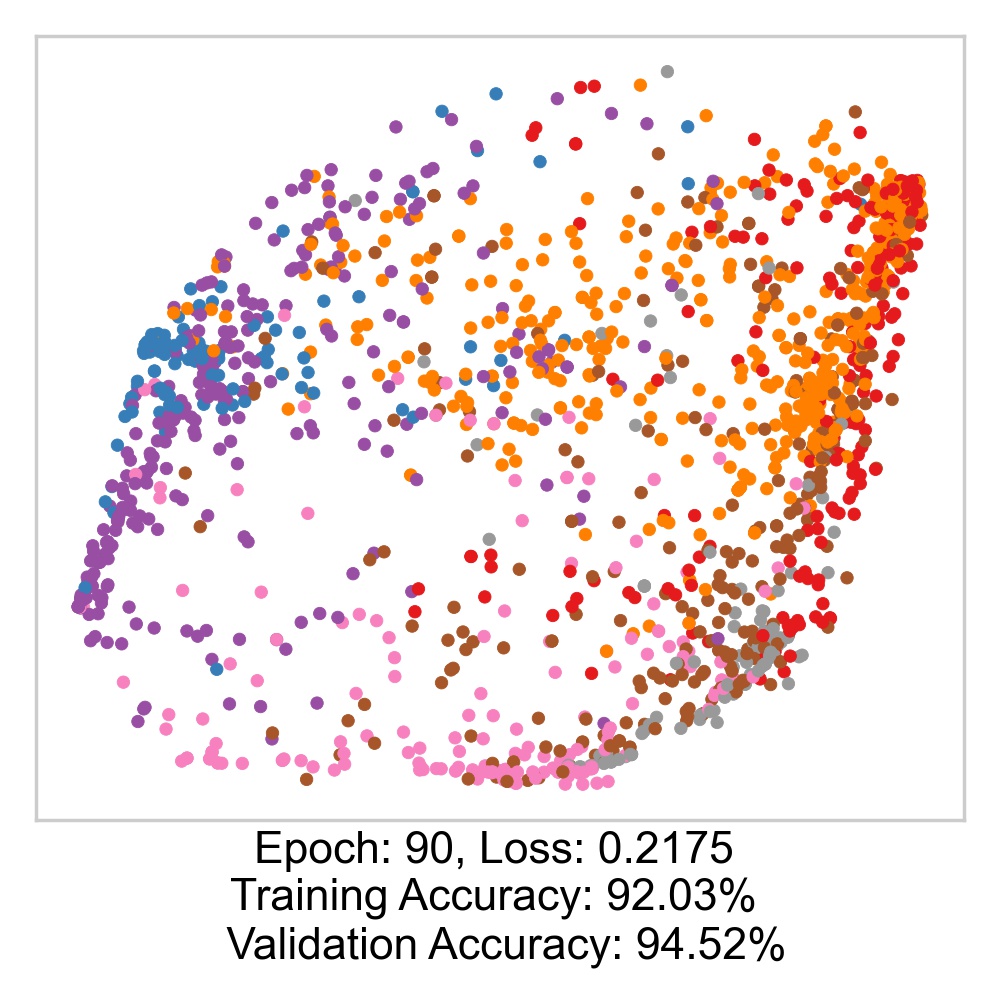 Epoch: 90, Loss: 0.2175
Training Accuracy: 92.03%
Validation Accuracy: 94.52%